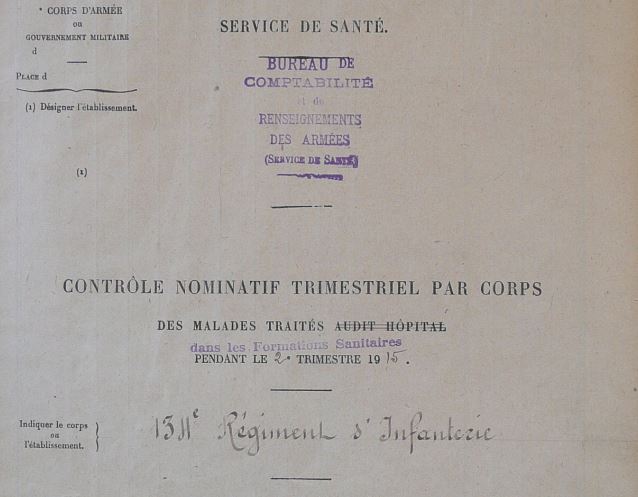 * CORPS D'ARMÉE
ou
GOUVERNEMENT MILITAIRE
d
PLACE d
(1) Désigner l'établissement.
(1)
SERVICE DE SANTÉ.
BUREAU DE
COMPTABILITÉ
et de
RENSEIGNEMENTS
DES ARMÉES
(SERVICE DE SANTÉ)
CONTRÔLE NOMINATIF TRIMESTRIEL PAR CORPS
DES MALADES TRAITÉS AUDIT HÔPITAL
dans les Formations Sanitaires
PENDANT LE 2e TRIMESTRE 1915.
Indiquer le corps
ou
l'établissement.
134e Régiment d'Infanterie